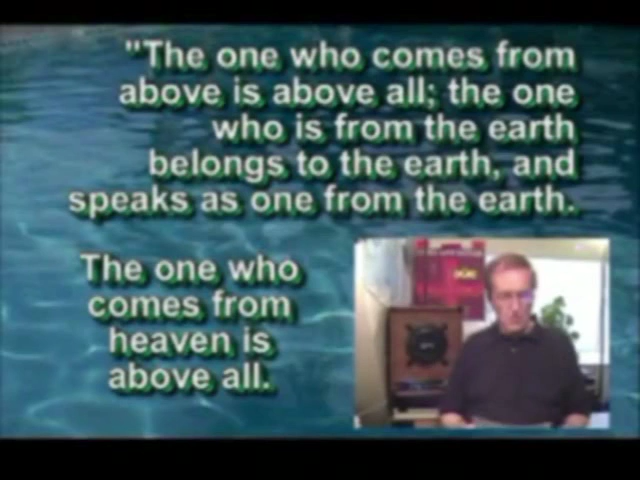 "The one who comes from
above is above all; the one
who is from the earth
belongs to the earth, and
speaks as one from the earth.
The one who
comes from
heaven is
above all.